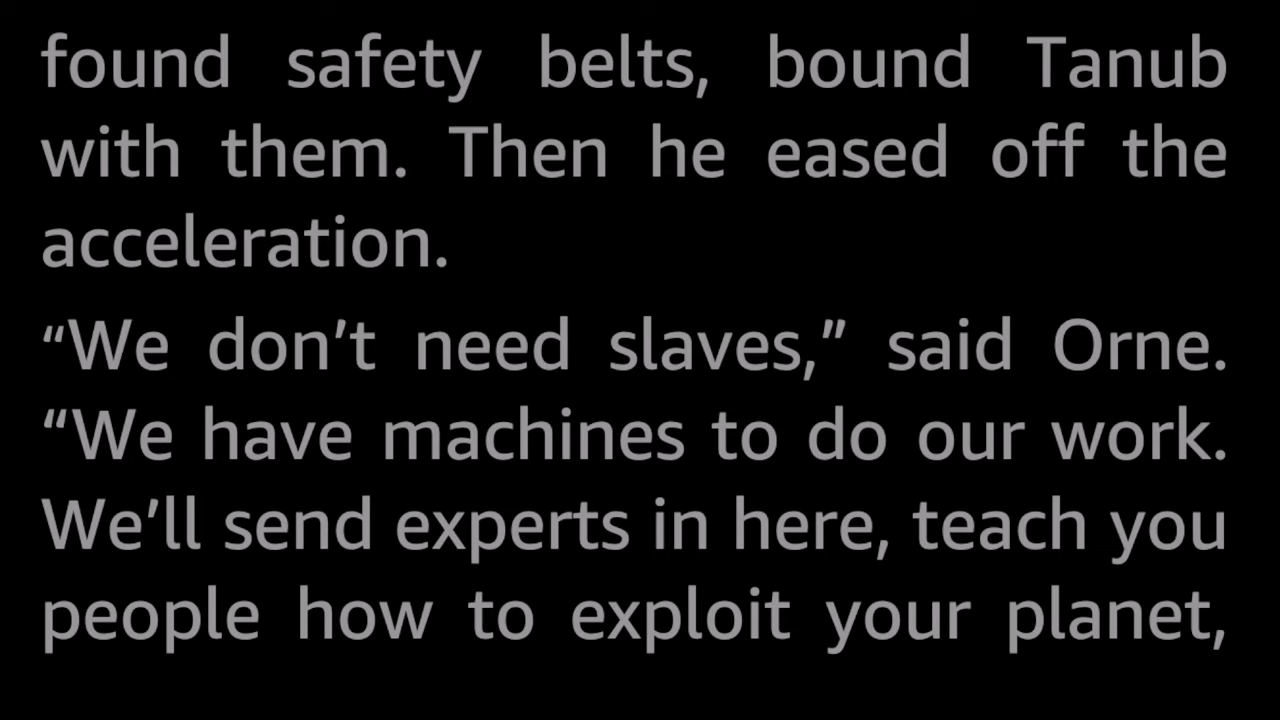 found safety belts, bound Tanub
with them. Then he eased off the
acceleration.
“We don’t need slaves,” said Orne.
“We have machines to do our work.
We’ll send experts in here, teach you
people how to exploit your planet,